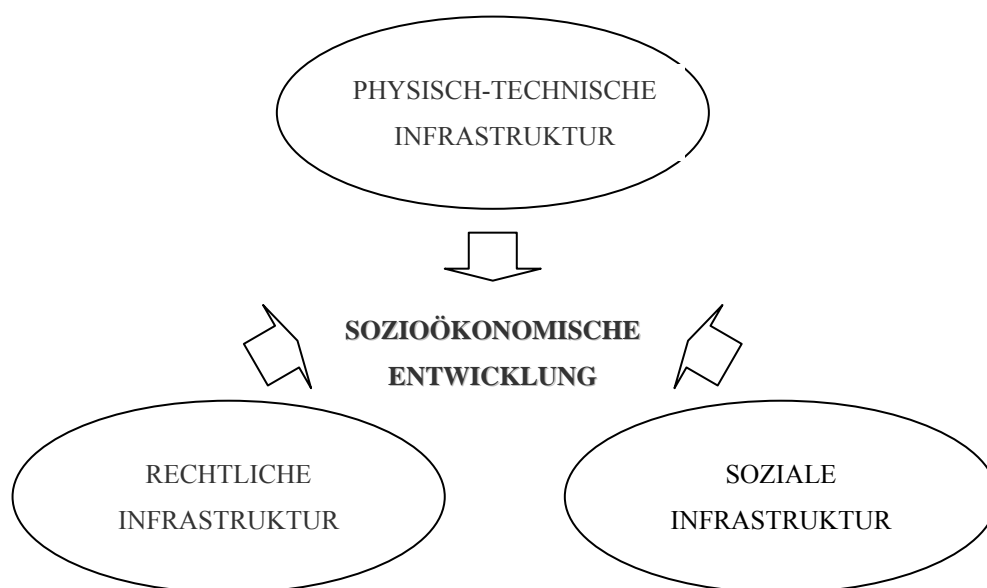 PHYSISCH-TECHNISCHE
INFRASTRUKTUR
SOZIOÖKONOMISCHE
ENTWICKLUNG
RECHTLICHE
INFRASTRUKTUR
SOZIALE
INFRASTRUKTUR